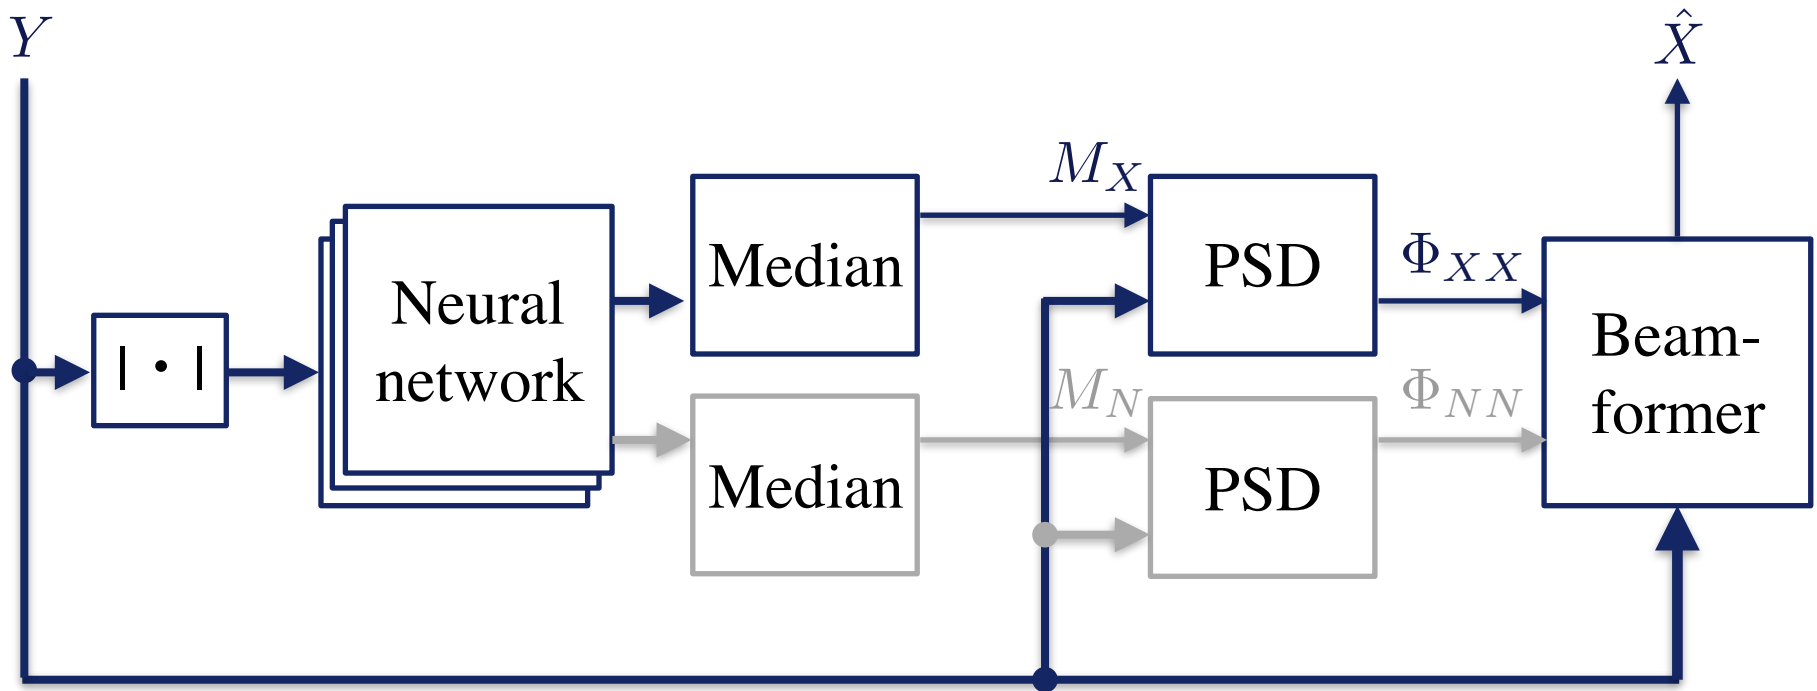 Y
X̂
M_X
Median
PSD
Φ_XX
Neural
network
| · |
Beam-
former
M_N
Φ_NN
Median
PSD